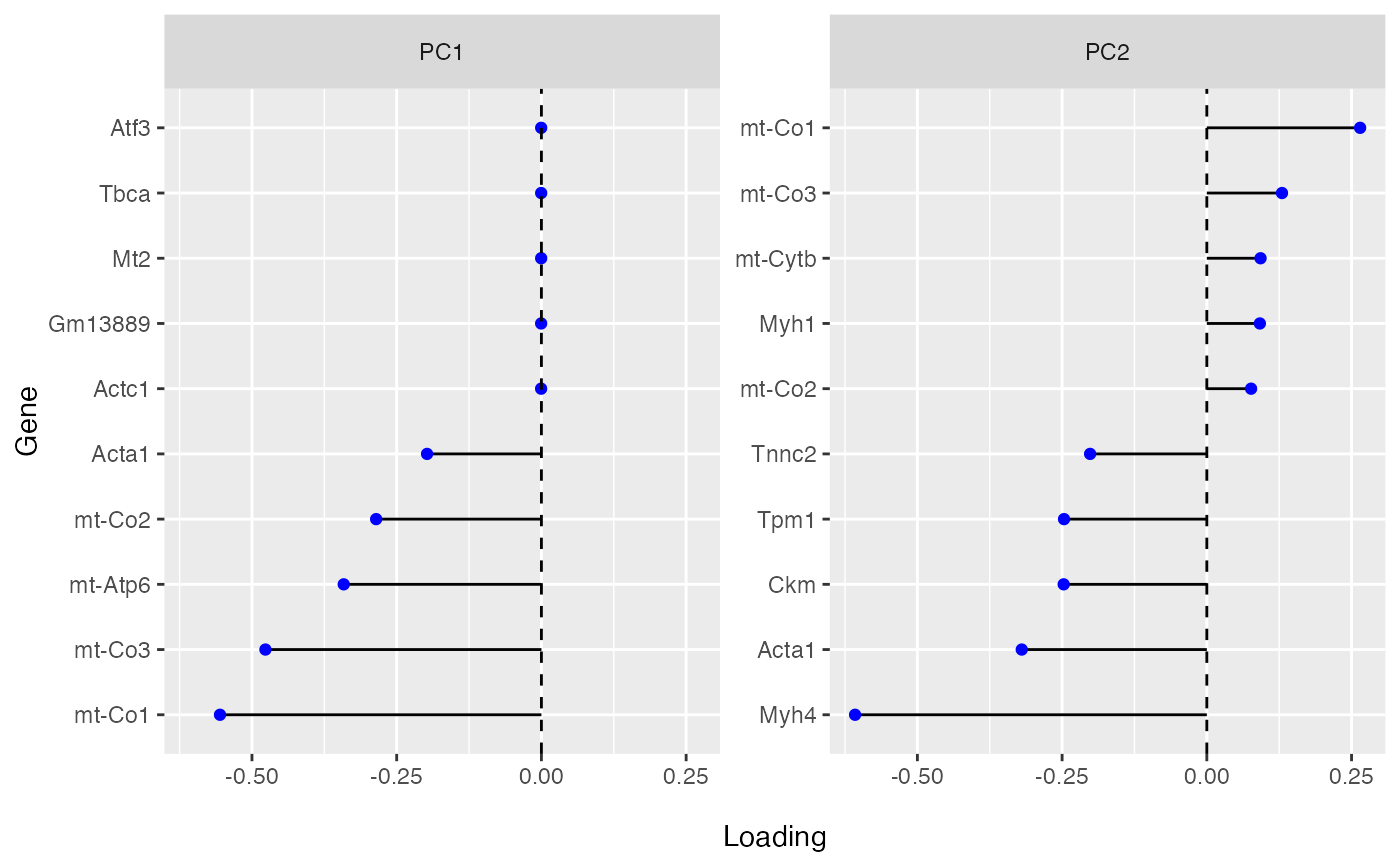 PC1
PC2
Gene
Atf3
Tbca
Mt2
Gm13889
Actc1
Acta1
mt-Co2
mt-Atp6
mt-Co3
mt-Co1
mt-Co1
mt-Co3
mt-Cytb
Myh1
mt-Co2
Tnnc2
Tpm1
Ckm
Acta1
Myh4
-0.50 -0.25 0.00 0.25
-0.50 -0.25 0.00 0.25
Loading